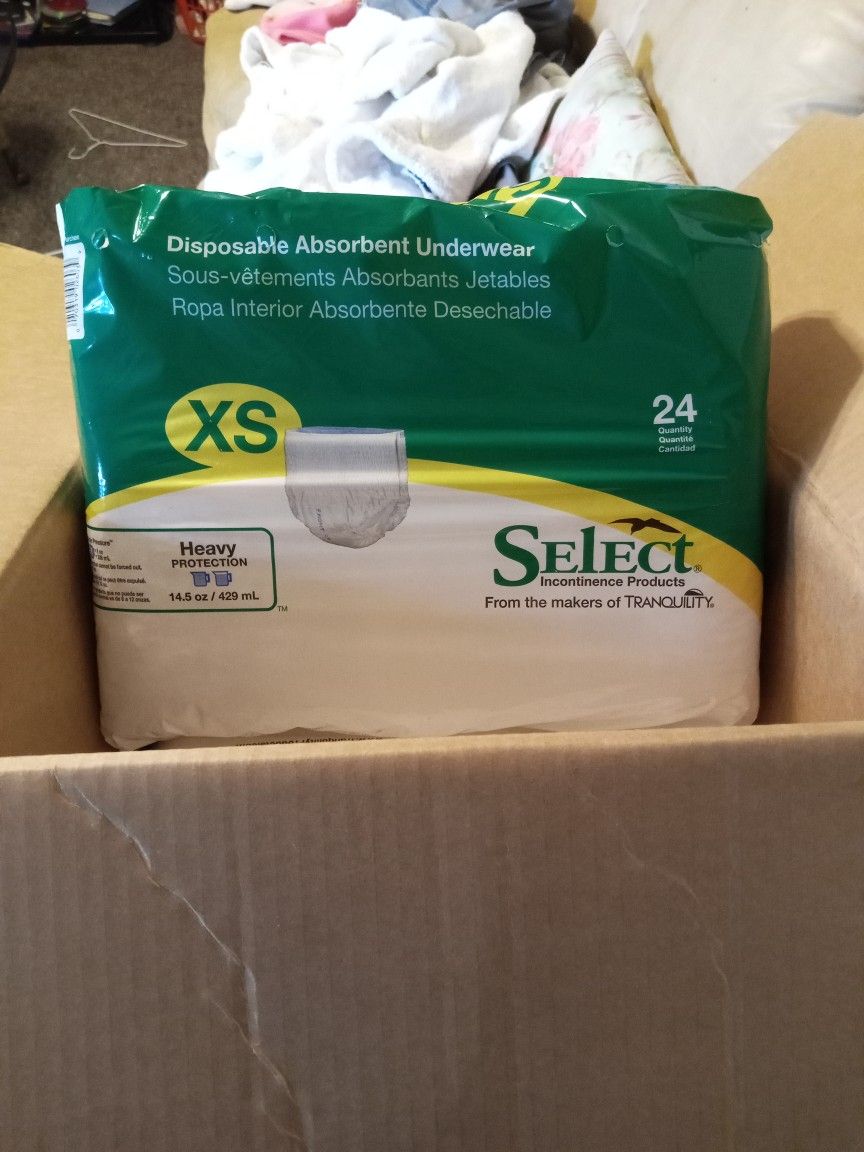 Disposable Absorbent Underwear
Sous-vêtements Absorbants Jetables
Ropa Interior Absorbente Desechable
XS
24
Quantity
Quantité
Cantidad
Heavy
PROTECTION
14.5 oz / 429 mL
TM
SElEcT®
Incontinence Products
From the makers of TRANQUILITY®